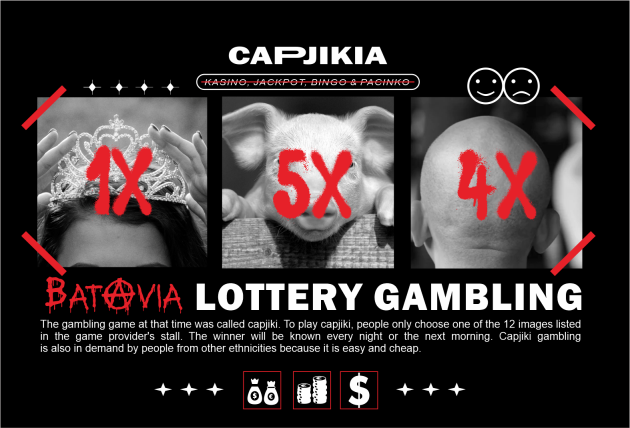 CAPJIKIA
KASINO, JACKPOT, BINGO & PACINKO
1X 5X 4X
BATAVIA LOTTERY GAMBLING
The gambling game at that time was called capjiki. To play capjiki, people only choose one of the 12 images listed
in the game provider's stall. The winner will be known every night or the next morning. Capjiki gambling
is also in demand by people from other ethnicities because it is easy and cheap.
$ $
$